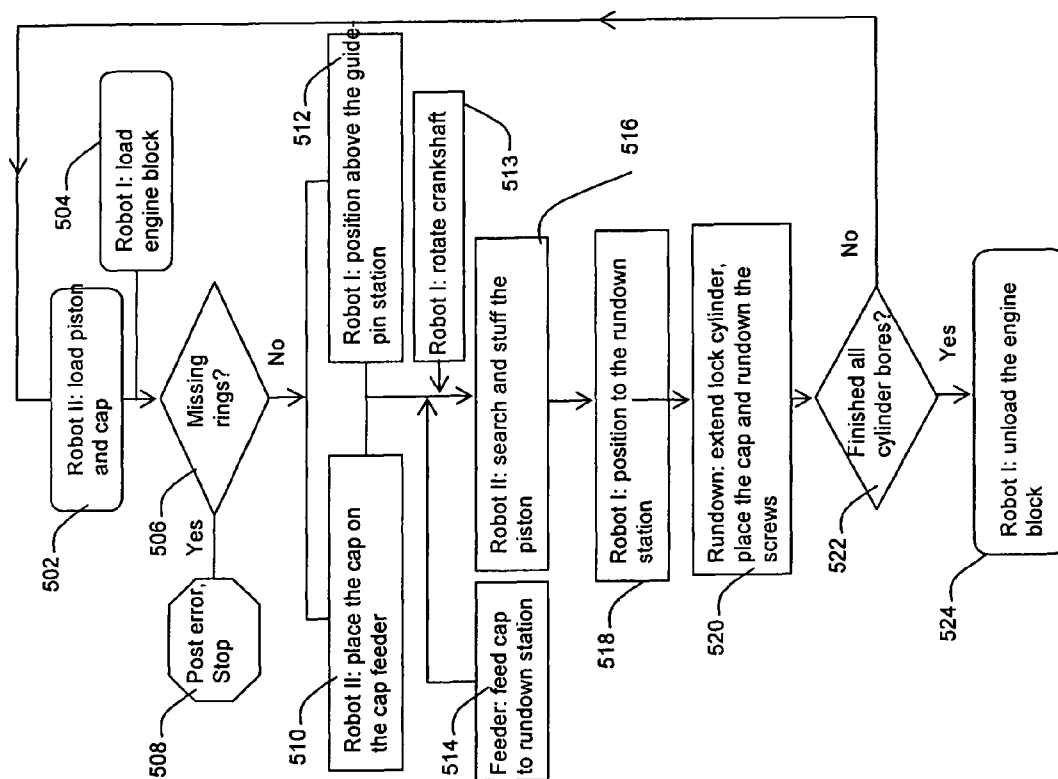 502
Robot II: load piston
and cap
504
Robot I: load
engine block
506
Missing
rings?
Yes
No
508
Post error,
Stop
510
Robot II: place the cap on
the cap feeder
512
Robot I: position above the guide-
pin station
Robot I: rotate crankshaft
513
514
Feeder: feed cap
to rundown station
Robot II: search and stuff the
piston
516
Robot I: position to the rundown
station
518
Rundown: extend lock cylinder,
place the cap and rundown the
screws
520
Finished all
cylinder bores?
522
No
Yes
Robot I: unload the engine
block
524